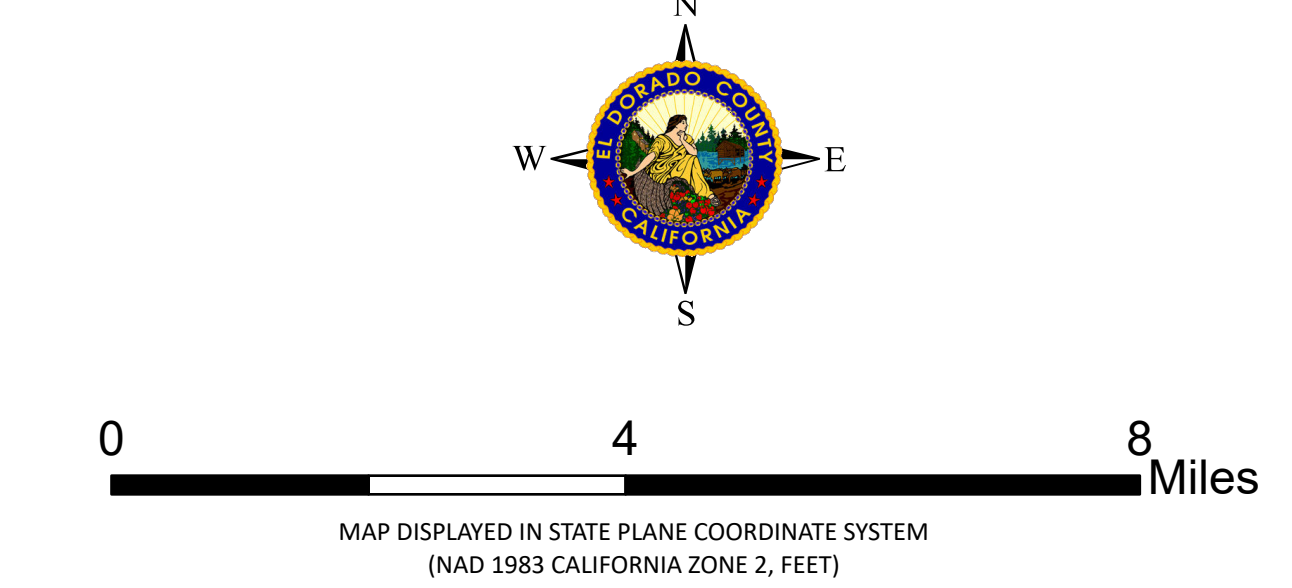 N
EL DORADO COUNTY
W E
CALIFORNIA
S
0 4 8
Miles
MAP DISPLAYED IN STATE PLANE COORDINATE SYSTEM
(NAD 1983 CALIFORNIA ZONE 2, FEET)